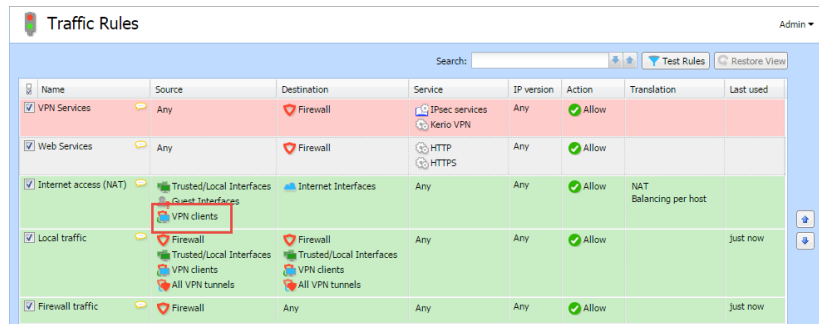 Traffic Rules
Admin
Search:
Test Rules
Restore View
Name Source Destination Service IP version Action Translation Last used
VPN Services Any Firewall IPsec services Any Allow
Kerio VPN
Web Services Any Firewall HTTP Any Allow
HTTPS
Internet access (NAT) Trusted/Local Interfaces Internet Interfaces Any Any Allow NAT
Guest Interfaces Balancing per host
VPN clients
Local traffic Firewall Firewall Any Any Allow just now
Trusted/Local Interfaces Trusted/Local Interfaces
VPN clients VPN clients
All VPN tunnels All VPN tunnels
Firewall traffic Firewall Any Any Any Allow just now